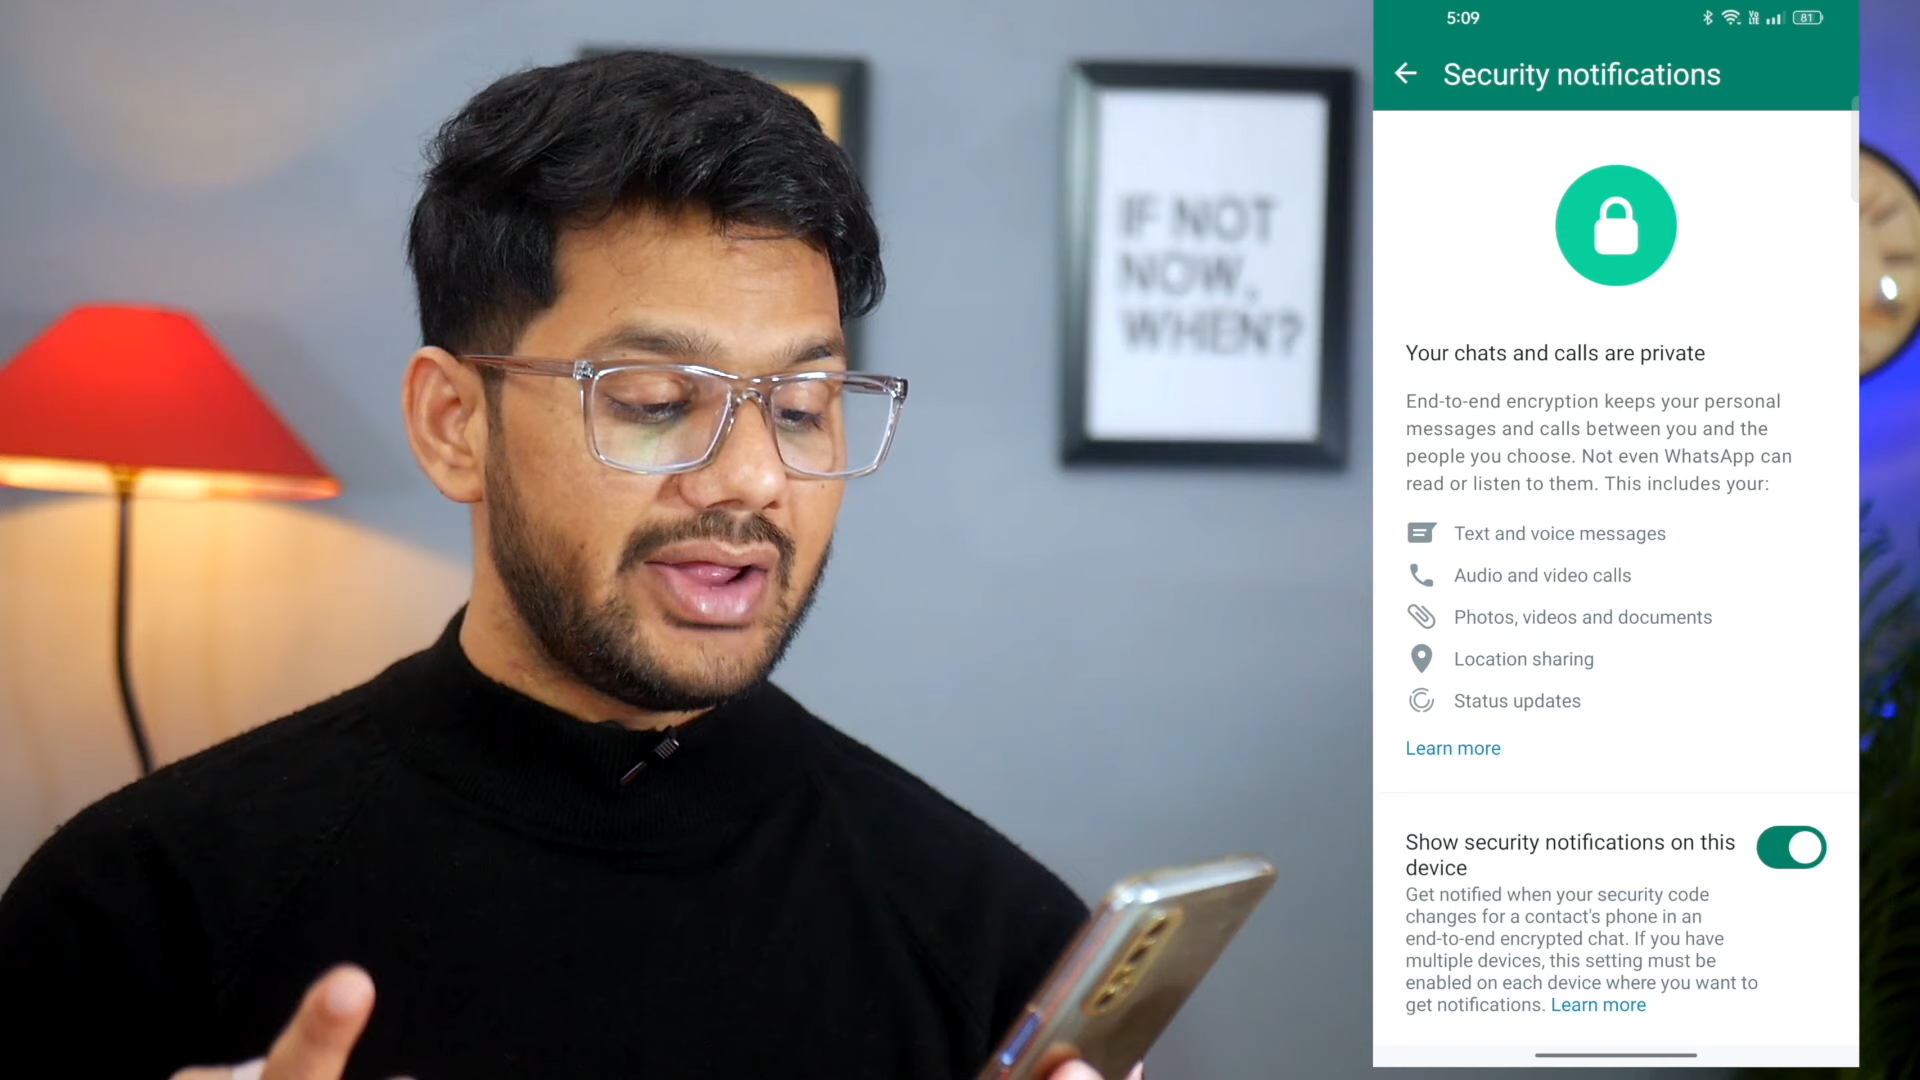 IF NOT
NOW,
WHEN?
5:09
Vo
LTE
81
Security notifications
Your chats and calls are private
End-to-end encryption keeps your personal
messages and calls between you and the
people you choose. Not even WhatsApp can
read or listen to them. This includes your:
Text and voice messages
Audio and video calls
Photos, videos and documents
Location sharing
Status updates
Learn more
Show security notifications on this
device
Get notified when your security code
changes for a contact's phone in an
end-to-end encrypted chat. If you have
multiple devices, this setting must be
enabled on each device where you want to
get notifications. Learn more